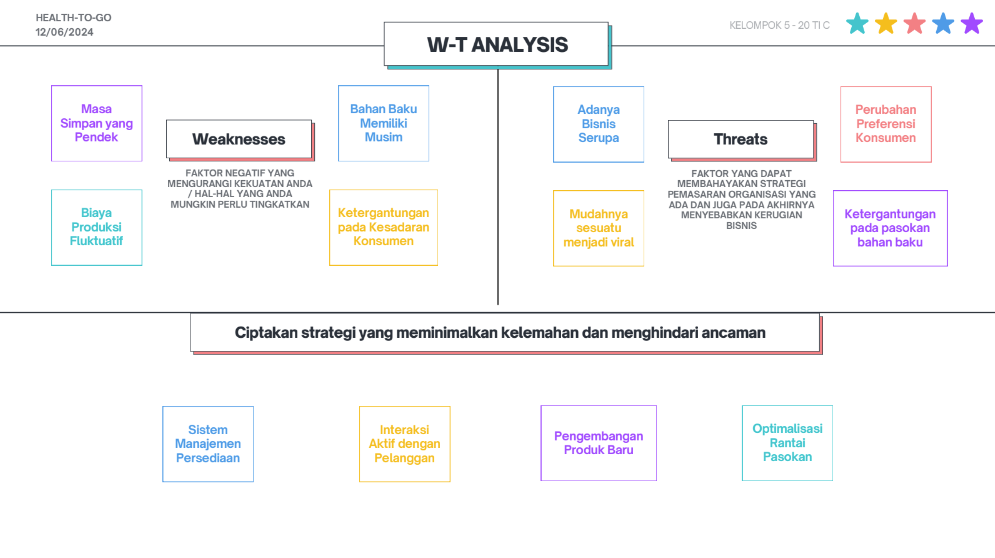 HEALTH-TO-GO
12/06/2024
W-T ANALYSIS
KELOMPOK 5 - 20 TI C
Masa
Simpan yang
Pendek
Weaknesses
FAKTOR NEGATIF YANG
MENGURANGI KEKUATAN ANDA
/ HAL-HAL YANG ANDA
MUNGKIN PERLU TINGKATKAN
Bahan Baku
Memiliki
Musim
Biaya
Produksi
Fluktuatif
Ketergantungan
pada Kesadaran
Konsumen
Adanya
Bisnis
Serupa
Threats
FAKTOR YANG DAPAT
MEMBAHAYAKAN STRATEGI
PEMASARAN ORGANISASI YANG
ADA DAN JUGA PADA AKHIRNYA
MENYEBABKAN KERUGIAN
BISNIS
Perubahan
Preferensi
Konsumen
Mudahnya
sesuatu
menjadi viral
Ketergantungan
pada pasokan
bahan baku
Ciptakan strategi yang meminimalkan kelemahan dan menghindari ancaman
Sistem
Manajemen
Persediaan
Interaksi
Aktif dengan
Pelanggan
Pengembangan
Produk Baru
Optimalisasi
Rantai
Pasokan